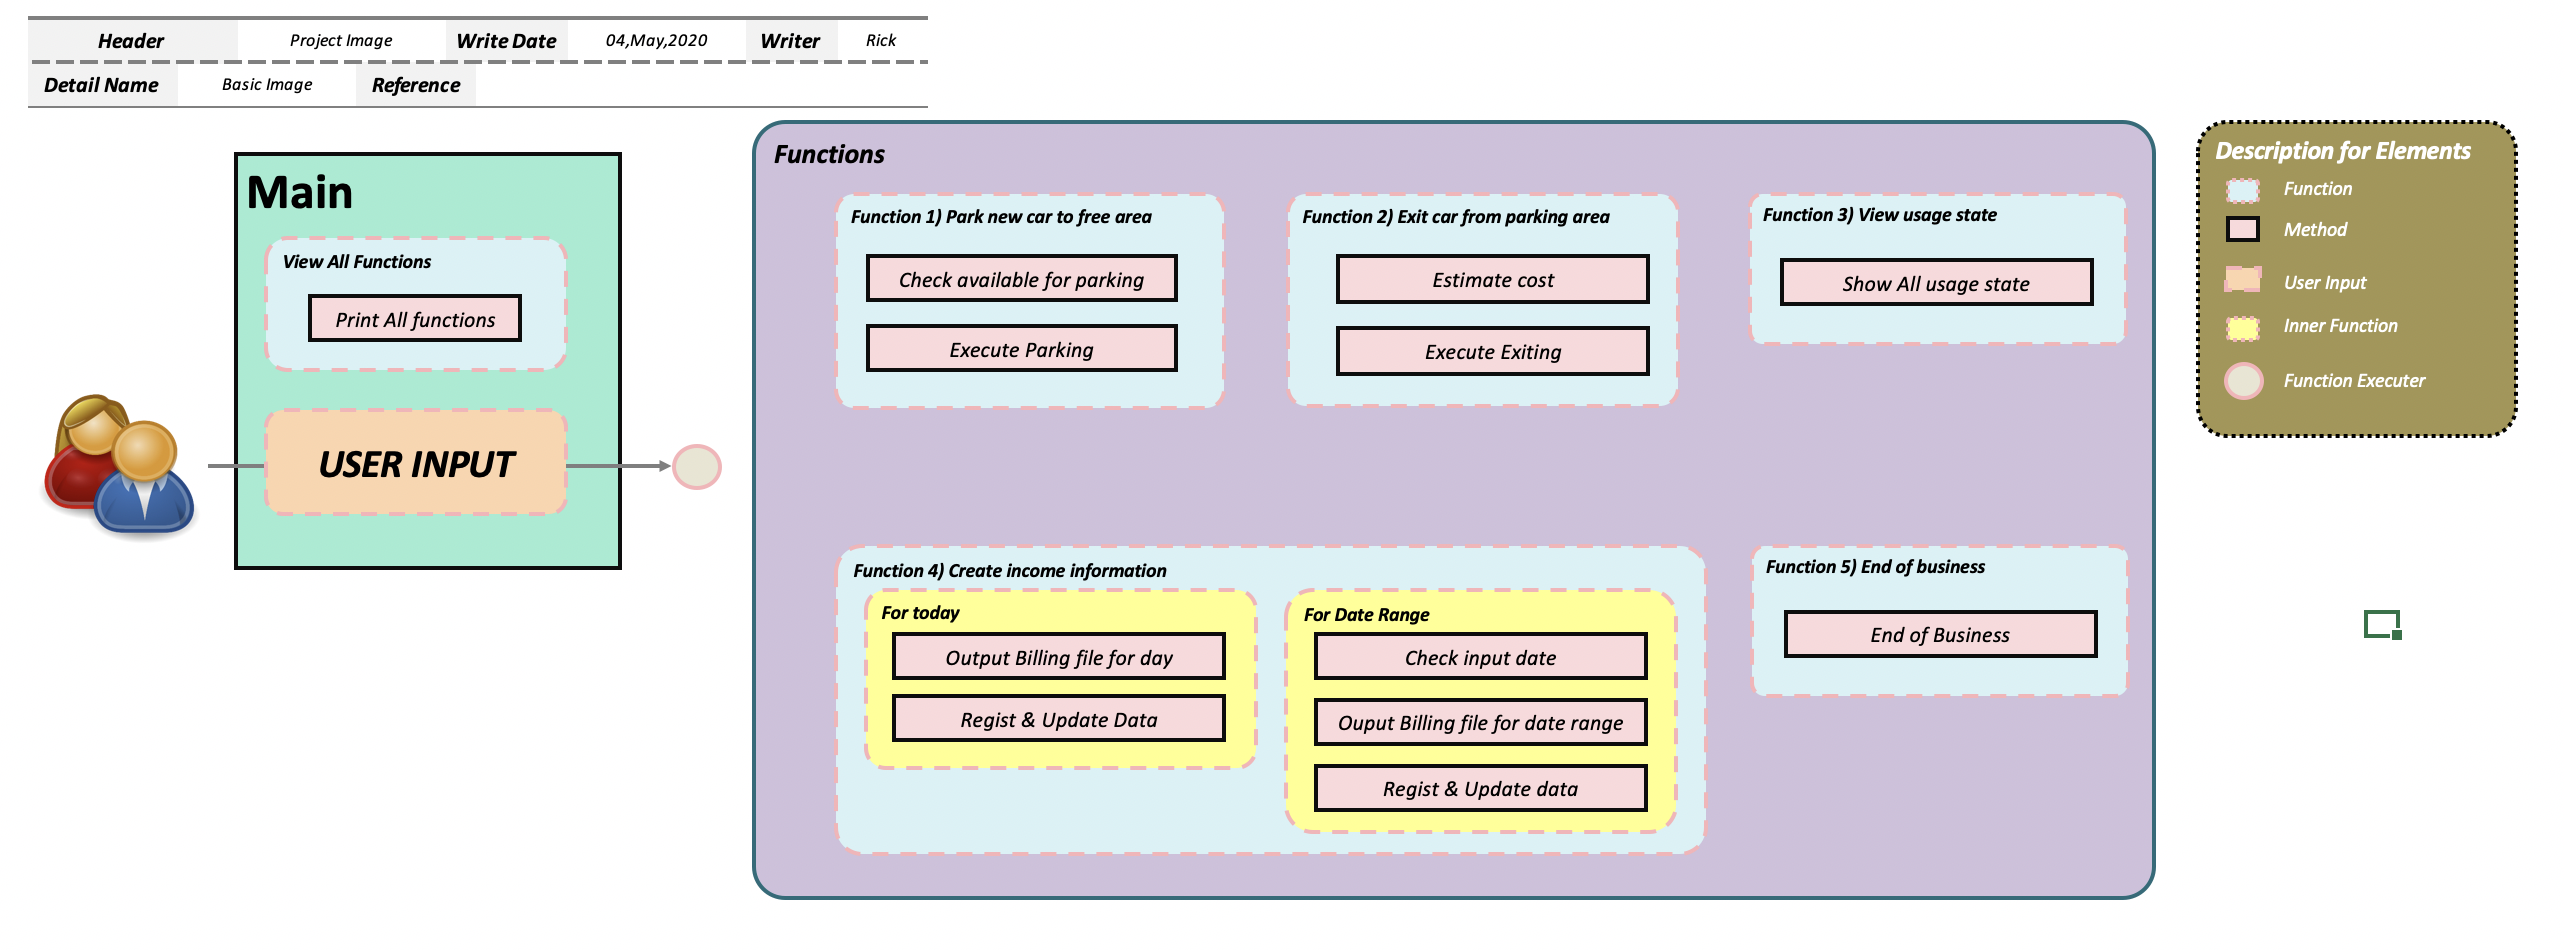 Header Project Image Write Date 04,May,2020 Writer Rick
Detail Name Basic Image Reference
Main
View All Functions
Print All functions
USER INPUT
Functions
Function 1) Park new car to free area
Check available for parking
Execute Parking
Function 2) Exit car from parking area
Estimate cost
Execute Exiting
Function 3) View usage state
Show All usage state
Function 4) Create income information
For today
Output Billing file for day
Regist & Update Data
For Date Range
Check input date
Ouput Billing file for date range
Regist & Update data
Function 5) End of business
End of Business
Description for Elements
Function
Method
User Input
Inner Function
Function Executer